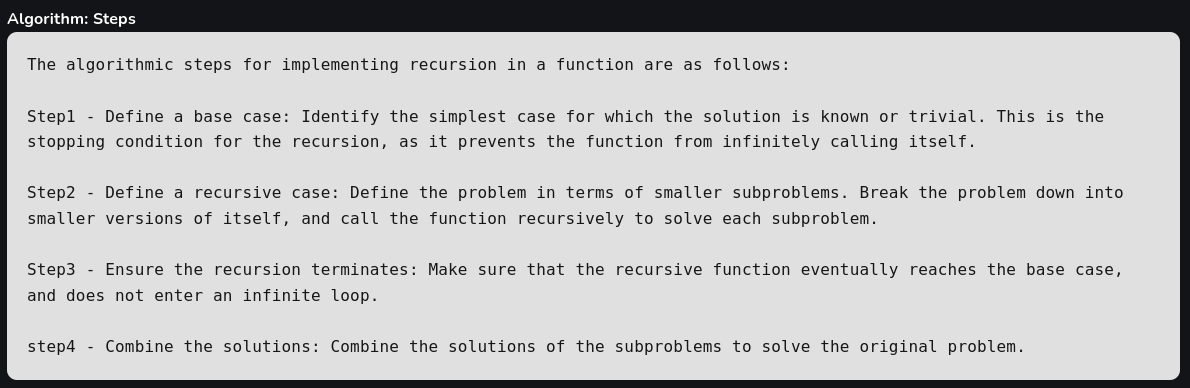 Algorithm: Steps
The algorithmic steps for implementing recursion in a function are as follows:
Step1 - Define a base case: Identify the simplest case for which the solution is known or trivial. This is the
stopping condition for the recursion, as it prevents the function from infinitely calling itself.
Step2 - Define a recursive case: Define the problem in terms of smaller subproblems. Break the problem down into
smaller versions of itself, and call the function recursively to solve each subproblem.
Step3 - Ensure the recursion terminates: Make sure that the recursive function eventually reaches the base case,
and does not enter an infinite loop.
step4 - Combine the solutions: Combine the solutions of the subproblems to solve the original problem.